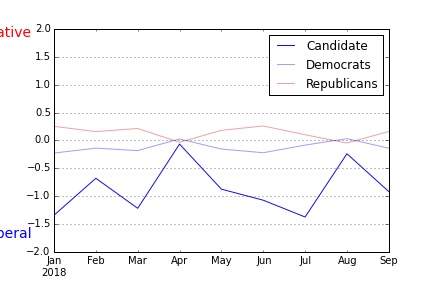 ative
beral
2.0
1.5
1.0
0.5
0.0
−0.5
−1.0
−1.5
−2.0
Candidate
Democrats
Republicans
Jan Feb Mar Apr May Jun Jul Aug Sep
2018